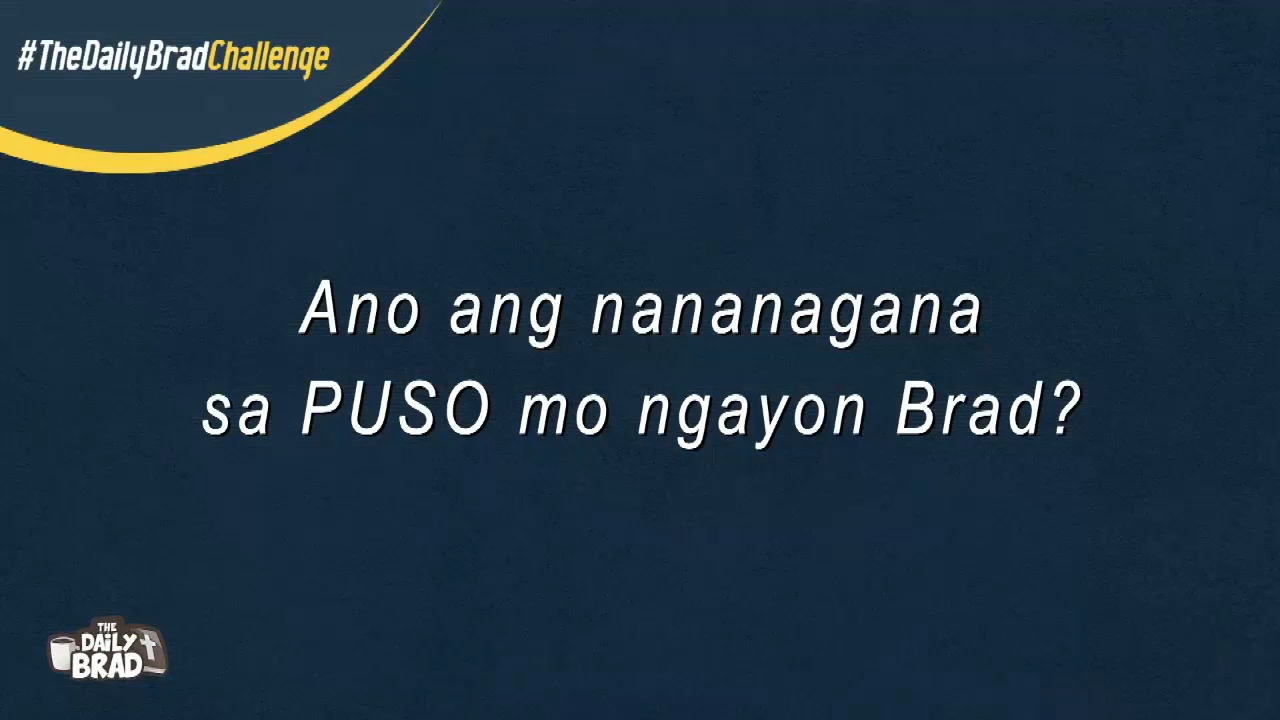 #TheDailyBradChallenge
Ano ang nananagana
sa PUSO mo ngayon Brad?
THE
DAiLY
BRAD